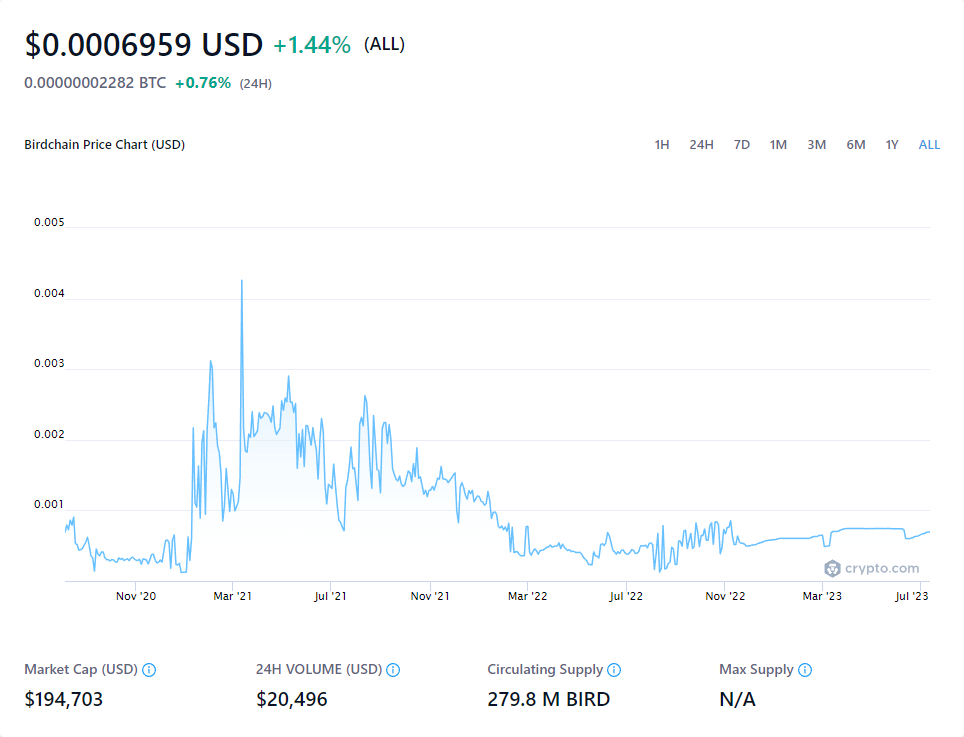 $0.0006959 USD +1.44% (ALL)
0.00000002282 BTC +0.76% (24H)
Birdchain Price Chart (USD) 1H 24H 7D 1M 3M 6M 1Y ALL
0.005
0.004
0.003
0.002
0.001
crypto.com
Nov '20 Mar '21 Jul '21 Nov '21 Mar '22 Jul '22 Nov '22 Mar '23 Jul '23
Market Cap (USD) 24H VOLUME (USD) Circulating Supply Max Supply
$194,703 $20,496 279.8 M BIRD N/A